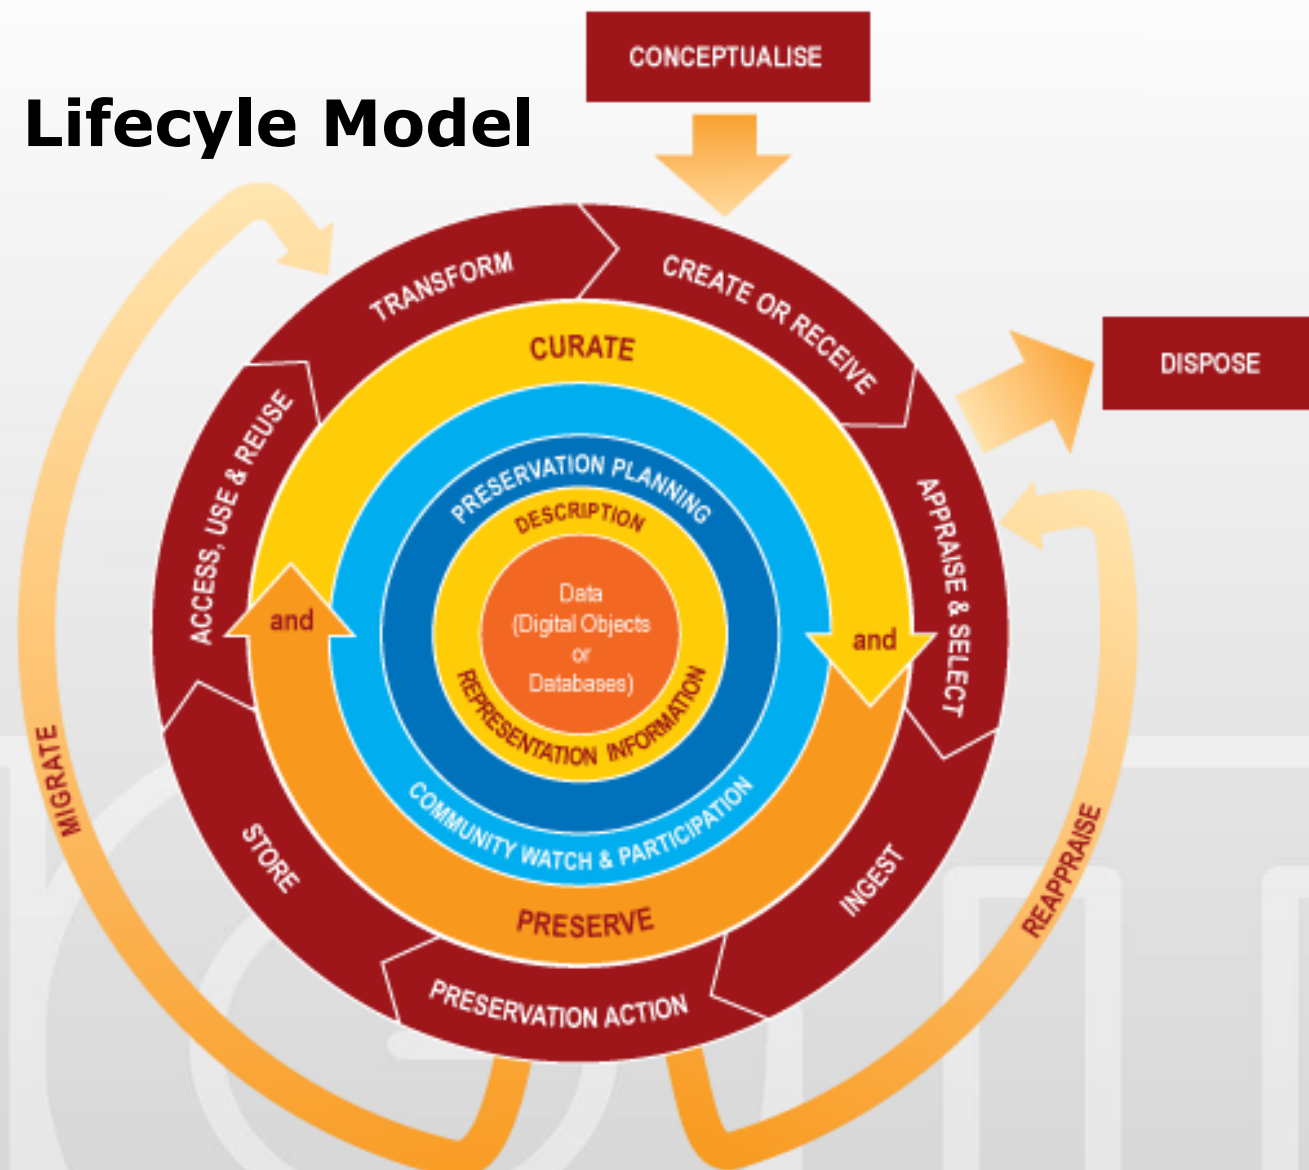 CONCEPTUALISE
Lifecyle Model
TRANSFORM
CREATE OR RECEIVE
CURATE
DISPOSE
ACCESS, USE & REUSE
PRESERVATION PLANNING
DESCRIPTION
APPRAISE & SELECT
Data
(Digital Objects
or
Databases)
and
and
REPRESENTATION INFORMATION
COMMUNITY WATCH & PARTICIPATION
MIGRATE
STORE
INGEST
REAPPRAISE
PRESERVE
PRESERVATION ACTION